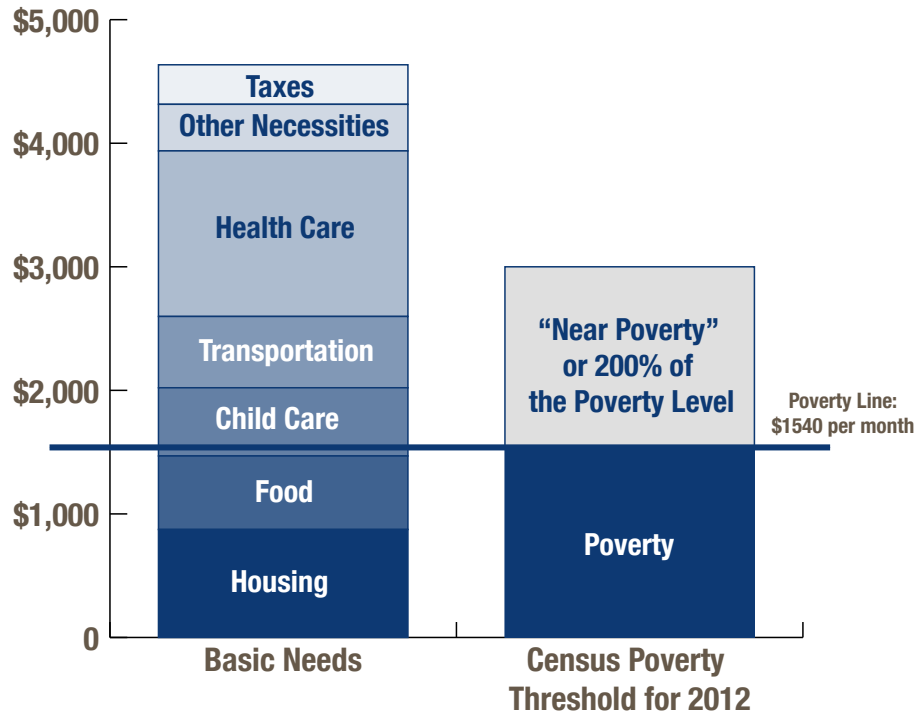 $5,000
$4,000
$3,000
$2,000
$1,000
0
Taxes
Other Necessities
Health Care
Transportation
Child Care
Food
Housing
“Near Poverty”
or 200% of
the Poverty Level
Poverty
Poverty Line:
$1540 per month
Basic Needs
Census Poverty
Threshold for 2012